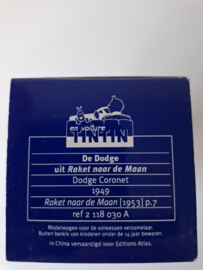 en voiture
TINTIN
De Dodge
uit Raket naar de Maan
Dodge Coronet
1949
Raket naar de Maan [1953] p.7
ref 2 118 030 A
Modelwagen voor de volwassen verzamelaar.
Buiten bereik van kinderen onder de 14 jaar bewaren.
In China vervaardigd voor Editions Atlas.